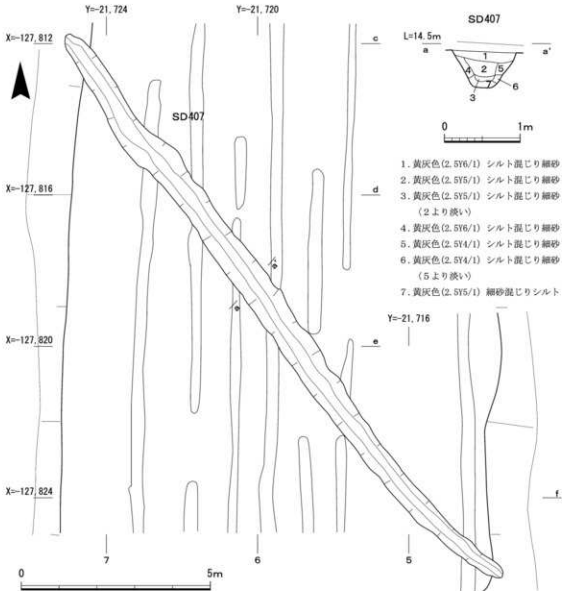 Y=-21,724
Y=-21,720
SD407
X=-127,812
c
L=14.5m
a
a'
1
2
3
4
5
6
7
SD407
0
1m
1.黄灰色(2.5Y6/1) シルト混じり細砂
2.黄灰色(2.5Y5/1) シルト混じり細砂
3.黄灰色(2.5Y5/1) シルト混じり細砂
(2より淡い)
4.黄灰色(2.5Y6/1) シルト混じり細砂
5.黄灰色(2.5Y4/1) シルト混じり細砂
6.黄灰色(2.5Y4/1) シルト混じり細砂
(5より淡い)
7.黄灰色(2.5Y5/1) 細砂混じりシルト
X=-127,816
d
Y=-21,716
X=-127,820
e
X=-127,824
f
7
6
5
0
5m